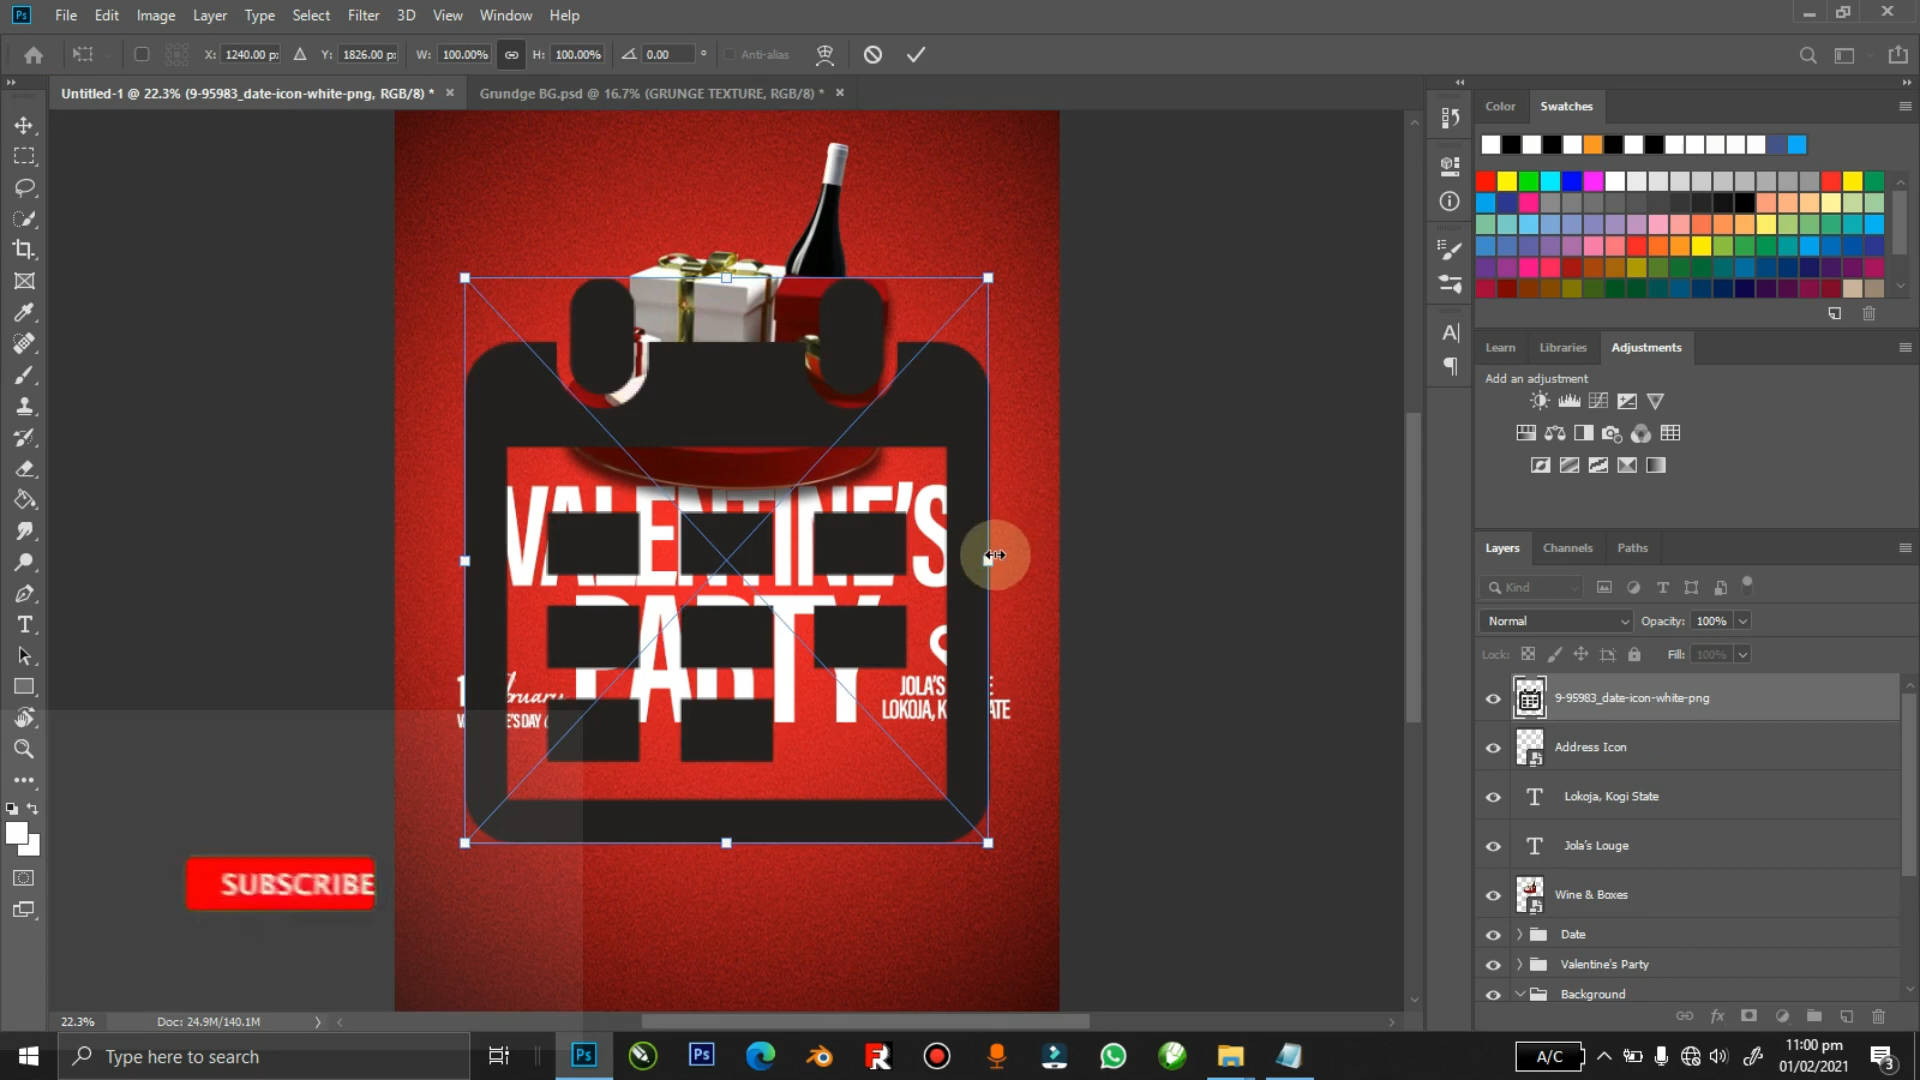 Ps File Edit Image Layer Type Select Filter 3D View Window Help
X: 1240.00 p: Y: 1826.00 p: W: 100.00% H: 100.00% 0.00 ° Anti-alias
Untitled-1 @ 22.3% (9-95983_date-icon-white-png, RGB/8) * × Grundge BG.psd @ 16.7% (GRUNGE TEXTURE, RGB/8) * ×
Color Swatches
Learn Libraries Adjustments
Add an adjustment
VALENTINE'S
PARTY
JOLA'S
LOKOJA, K
Layers Channels Paths
Kind
Normal Opacity: 100%
Lock: Fill: 100%
9-95983_date-icon-white-png
Address Icon
Lokoja, Kogi State
Jola's Louge
Wine & Boxes
Date
Valentine's Party
Background
SUBSCRIBE
22.3% Doc: 24.9M/140.1M
Type here to search
Ps Ps
A/C
11:00 pm
01/02/2021
3